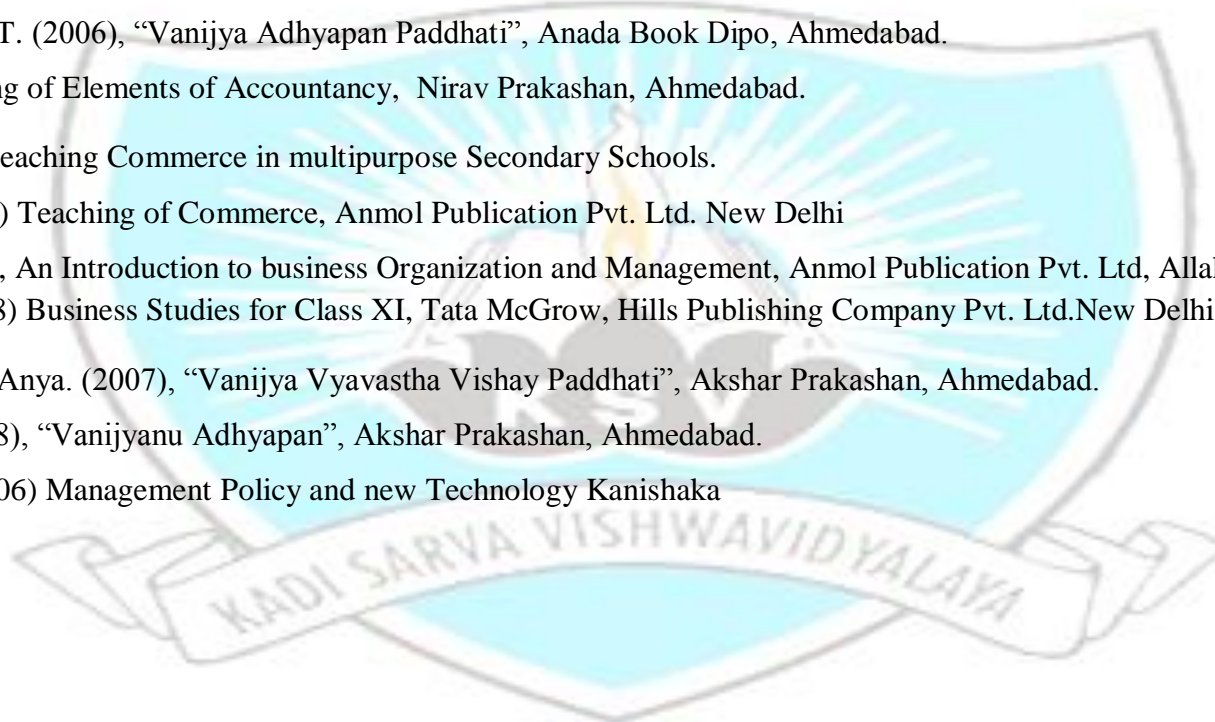 T. (2006), “Vanijya Adhyapan Paddhati”, Anada Book Dipo, Ahmedabad.
ng of Elements of Accountancy, Nirav Prakashan, Ahmedabad.
eaching Commerce in multipurpose Secondary Schools.
) Teaching of Commerce, Anmol Publication Pvt. Ltd. New Delhi
, An Introduction to business Organization and Management, Anmol Publication Pvt. Ltd, Alla
8) Business Studies for Class XI, Tata McGrow, Hills Publishing Company Pvt. Ltd.New Delhi
Anya. (2007), “Vanijya Vyavastha Vishay Paddhati”, Akshar Prakashan, Ahmedabad.
KSV
8), “Vanijyanu Adhyapan”, Akshar Prakashan, Ahmedabad.
06) Management Policy and new Technology Kanishaka
KADI SARVA VISHWAVIDYALAYA